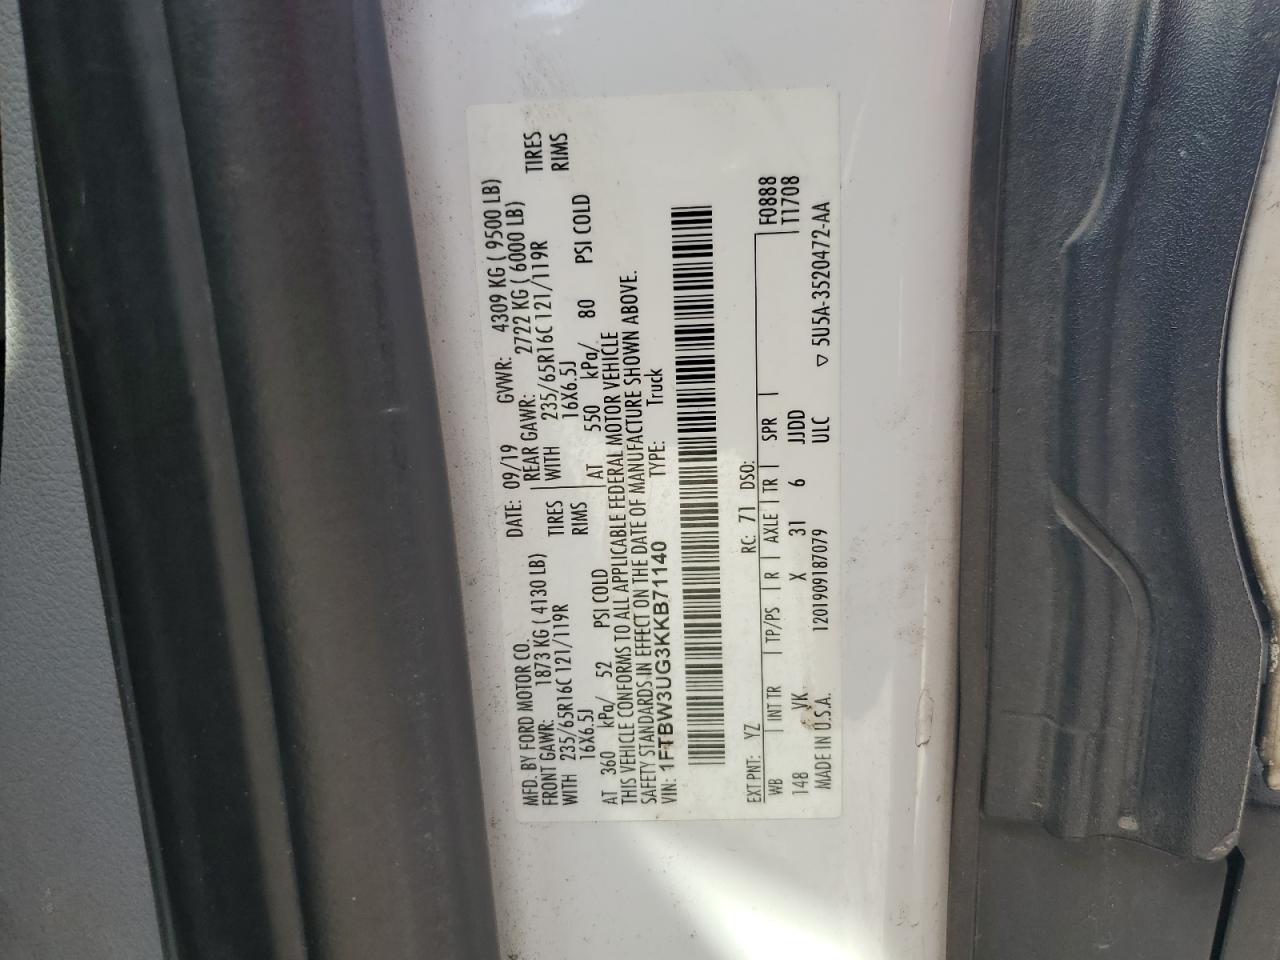 MFD. BY FORD MOTOR CO. DATE: 09/19 GVWR: 4309 KG ( 9500 LB)
FRONT GAWR: 1873 KG ( 4130 LB) REAR GAWR: 2722 KG ( 6000 LB)
WITH 235/65R16C 121/119R TIRES WITH 235/65R16C 121/119R TIRES
16X6.5J RIMS 16X6.5J RIMS
AT 360 kPa/ 52 PSI COLD AT 550 kPa/ 80 PSI COLD
THIS VEHICLE CONFORMS TO ALL APPLICABLE FEDERAL MOTOR VEHICLE
SAFETY STANDARDS IN EFFECT ON THE DATE OF MANUFACTURE SHOWN ABOVE.
VIN: 1FTBW3UG3KKB71140 TYPE: Truck
EXT PNT: YZ RC: 71 DSO: F0888
WB INT TR TP/PS R AXLE TR SPR T1708
148 VK X 31 6 JJDD
MADE IN U.S.A. 1201909187079 ULC ▽ 5U5A-3520472-AA